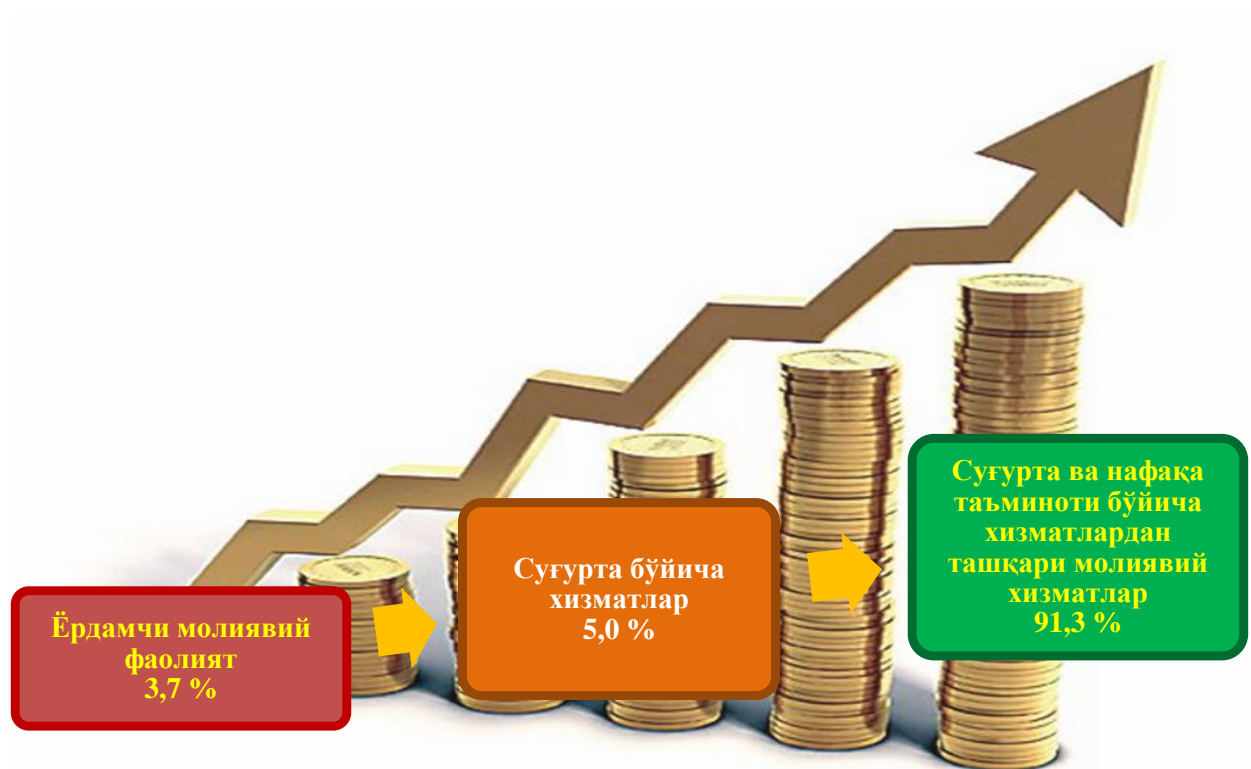 Ёрдамчи молиявий
фаолият
3,7 %
Суғурта бўйича
хизматлар
5,0 %
Суғурта ва нафақа
таъминоти бўйича
хизматлардан
ташқари молиявий
хизматлар
91,3 %